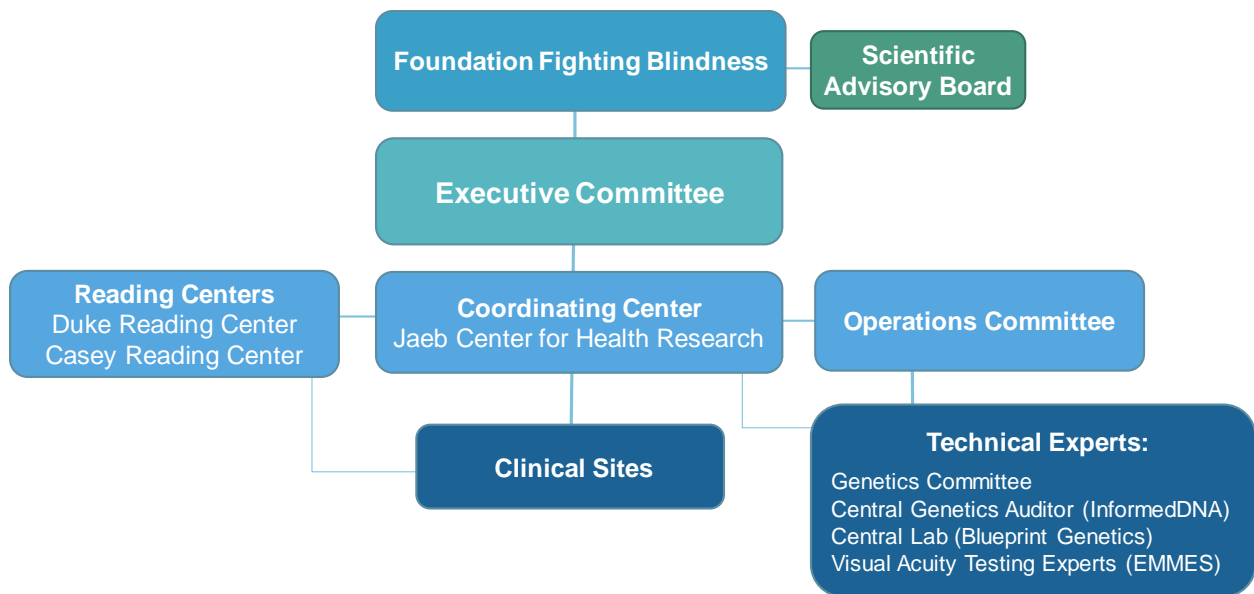 Foundation Fighting Blindness
Scientific
Advisory Board
Executive Committee
Reading Centers
Duke Reading Center
Casey Reading Center
Coordinating Center
Jaeb Center for Health Research
Operations Committee
Clinical Sites
Technical Experts:
Genetics Committee
Central Genetics Auditor (InformedDNA)
Central Lab (Blueprint Genetics)
Visual Acuity Testing Experts (EMMES)